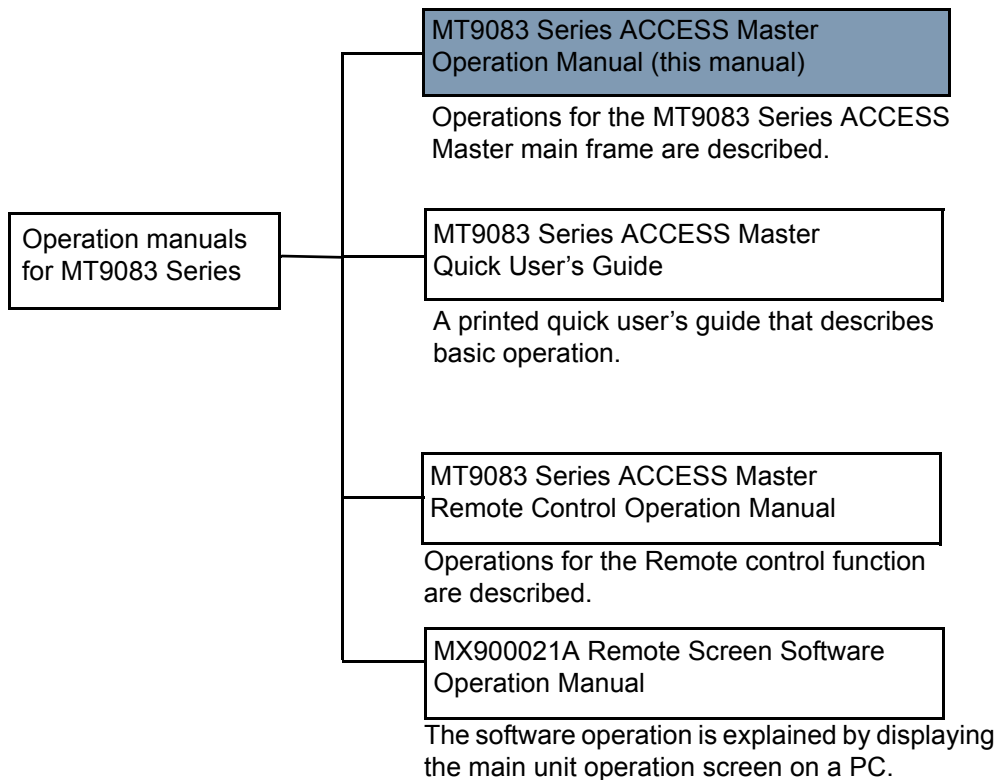 MT9083 Series ACCESS Master
Operation Manual (this manual)
Operations for the MT9083 Series ACCESS
Master main frame are described.
Operation manuals
for MT9083 Series
MT9083 Series ACCESS Master
Quick User’s Guide
A printed quick user’s guide that describes
basic operation.
MT9083 Series ACCESS Master
Remote Control Operation Manual
Operations for the Remote control function
are described.
MX900021A Remote Screen Software
Operation Manual
The software operation is explained by displaying
the main unit operation screen on a PC.